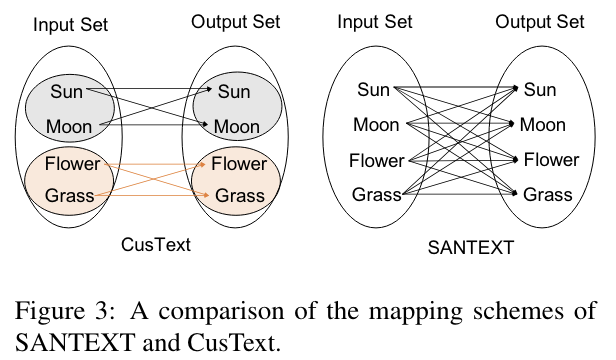 Input Set Output Set Input Set Output Set
Sun Sun Sun Sun
Moon Moon Moon Moon
Flower Flower Flower Flower
Grass Grass Grass Grass
CusText SANTEXT
Figure 3: A comparison of the mapping schemes of
SANTEXT and CusText.